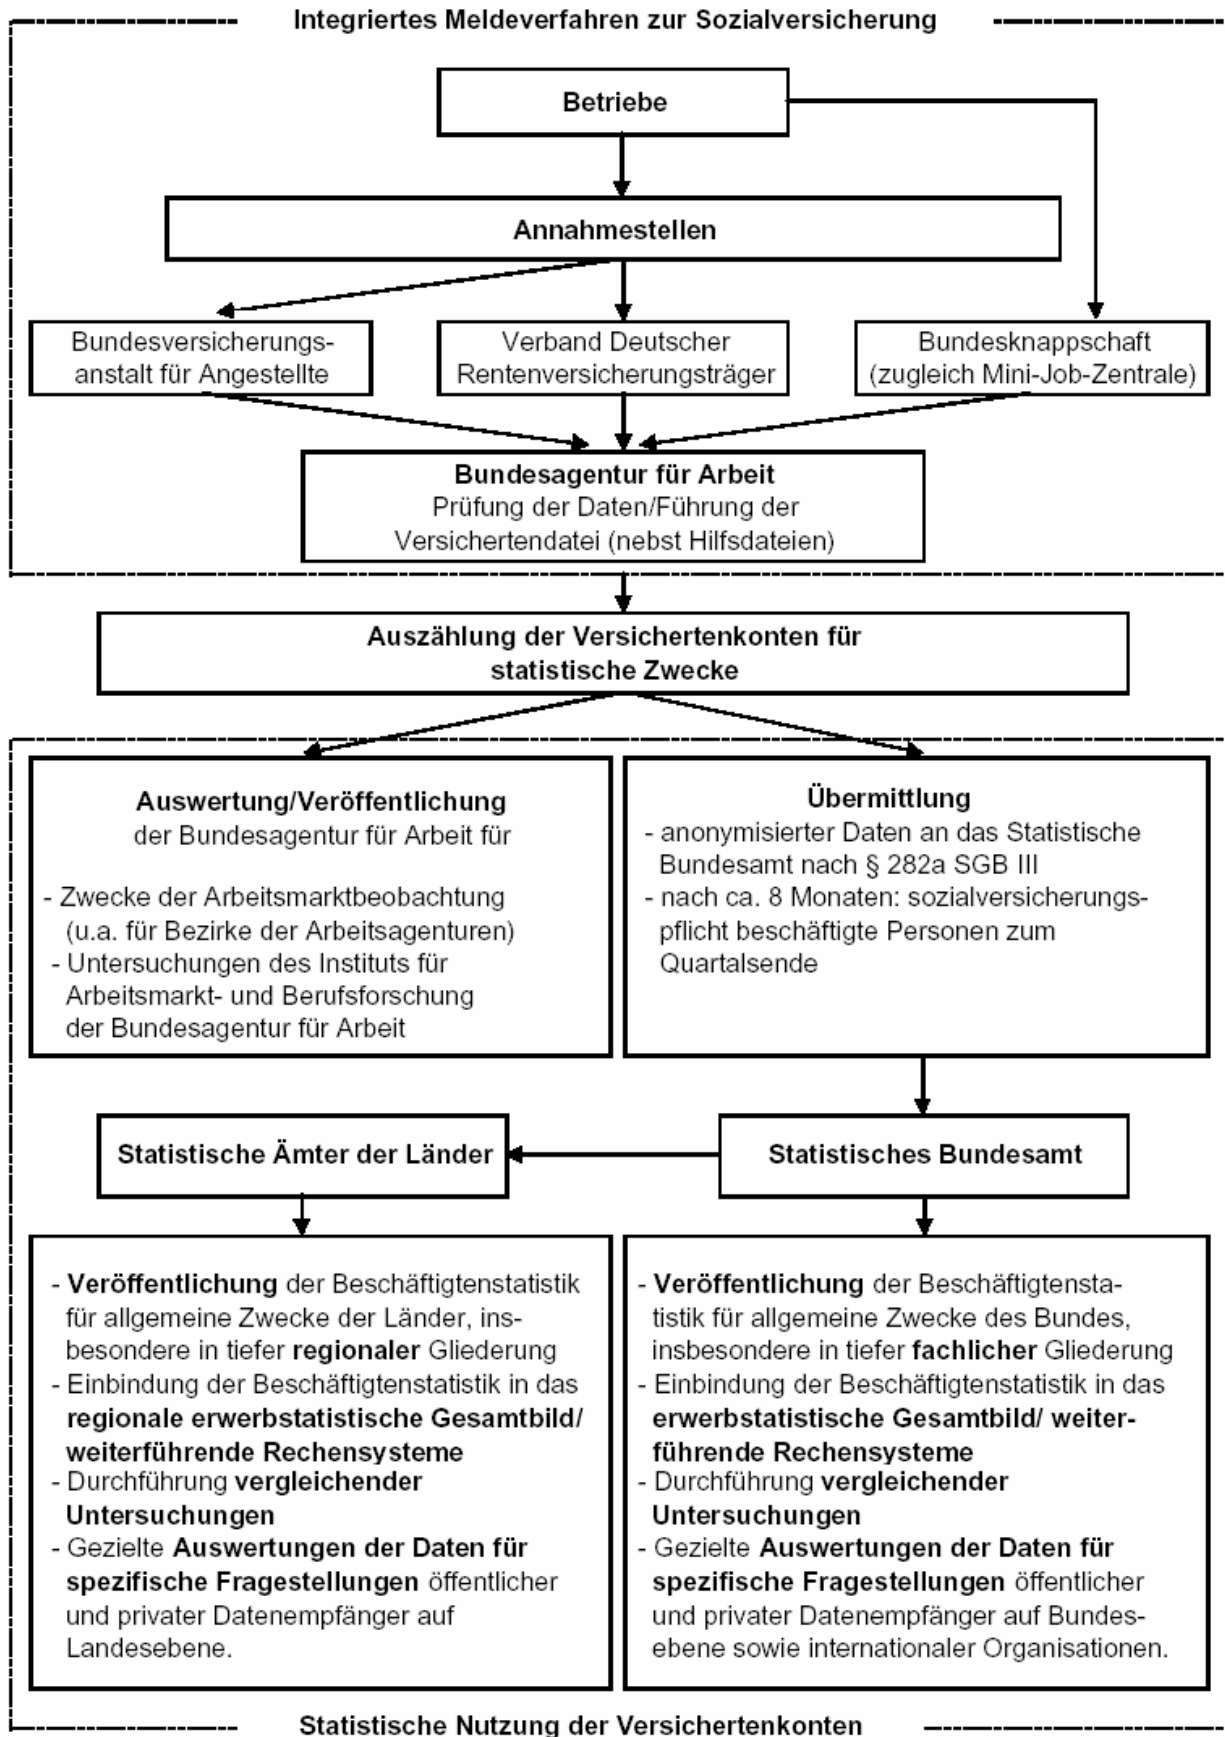 Integriertes Meldeverfahren zur Sozialversicherung
Betriebe
Annahmestellen
Bundesversicherungs-
anstalt für Angestellte
Verband Deutscher
Rentenversicherungsträger
Bundesknappschaft
(zugleich Mini-Job-Zentrale)
Bundesagentur für Arbeit
Prüfung der Daten/Führung der
Versichertendatei (nebst Hilfsdateien)
Auszählung der Versichertenkonten für
statistische Zwecke
Auswertung/Veröffentlichung
der Bundesagentur für Arbeit für
- Zwecke der Arbeitsmarktbeobachtung
(u.a. für Bezirke der Arbeitsagenturen)
- Untersuchungen des Instituts für
Arbeitsmarkt- und Berufsforschung
der Bundesagentur für Arbeit
Übermittlung
- anonymisierter Daten an das Statistische
Bundesamt nach § 282a SGB III
- nach ca. 8 Monaten: sozialversicherungs-
pflicht beschäftigte Personen zum
Quartalsende
Statistische Ämter der Länder
Statistisches Bundesamt
- Veröffentlichung der Beschäftigtenstatistik
für allgemeine Zwecke der Länder, ins-
besondere in tiefer regionaler Gliederung
- Einbindung der Beschäftigtenstatistik in das
regionale erwerbstatistische Gesamtbild/
weiterführende Rechensysteme
- Durchführung vergleichender
Untersuchungen
- Gezielte Auswertungen der Daten für
spezifische Fragestellungen öffentlicher
und privater Datenempfänger auf
Landesebene.
- Veröffentlichung der Beschäftigtensta-
tistik für allgemeine Zwecke des Bundes,
insbesondere in tiefer fachlicher Gliederung
- Einbindung der Beschäftigtenstatistik in das
erwerbstatistische Gesamtbild/ weiter-
führende Rechensysteme
- Durchführung vergleichender
Untersuchungen
- Gezielte Auswertungen der Daten für
spezifische Fragestellungen öffentlicher
und privater Datenempfänger auf Bundes-
ebene sowie internationaler Organisationen.
Statistische Nutzung der Versichertenkonten